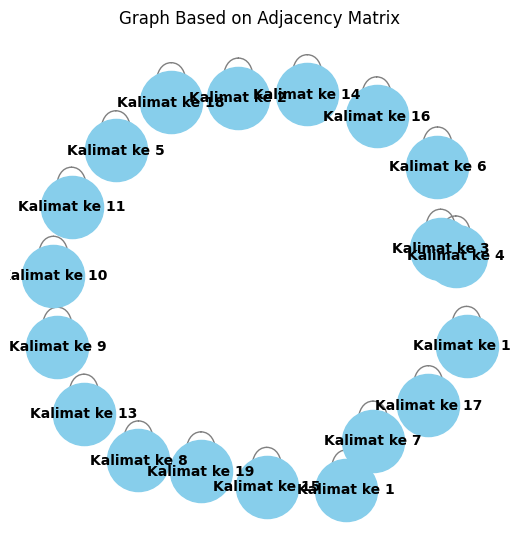 Graph Based on Adjacency Matrix
Kalimat ke 14
Kalimat ke 2
Kalimat ke 18
Kalimat ke 16
Kalimat ke 5
Kalimat ke 6
Kalimat ke 11
Kalimat ke 3
Kalimat ke 4
alimat ke 10
Kalimat ke 9
Kalimat ke 1
Kalimat ke 17
Kalimat ke 13
Kalimat ke 7
Kalimat ke 8
Kalimat ke 19
Kalimat ke 15
Kalimat ke 1